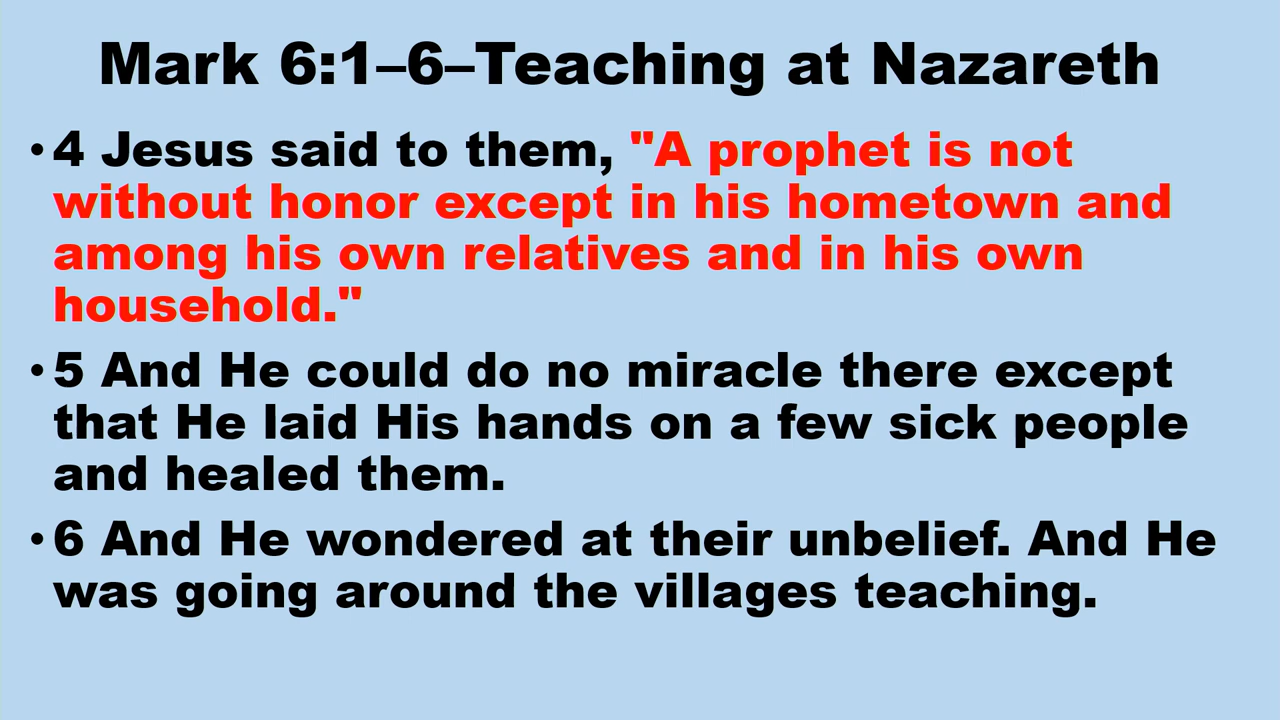 Mark 6:1–6–Teaching at Nazareth
•4 Jesus said to them, "A prophet is not
without honor except in his hometown and
among his own relatives and in his own
household."
•5 And He could do no miracle there except
that He laid His hands on a few sick people
and healed them.
•6 And He wondered at their unbelief. And He
was going around the villages teaching.